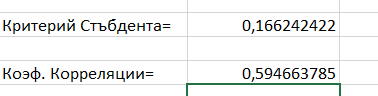 Критерий Стъбдента= 0,166242422
Коэф. Корреляции= 0,594663785